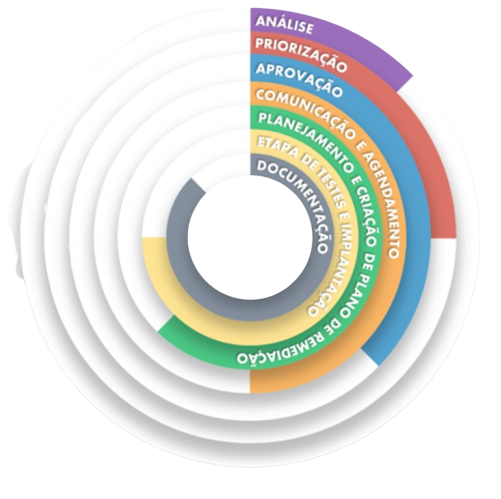 ANÁLISE
PRIORIZAÇÃO
APROVAÇÃO
COMUNICAÇÃO E AGENDAMENTO
PLANEJAMENTO E CRIAÇÃO DE PLANO DE REMEDIAÇÃO
ETAPA DE TESTES E IMPLANTAÇÃO
DOCUMENTAÇÃO